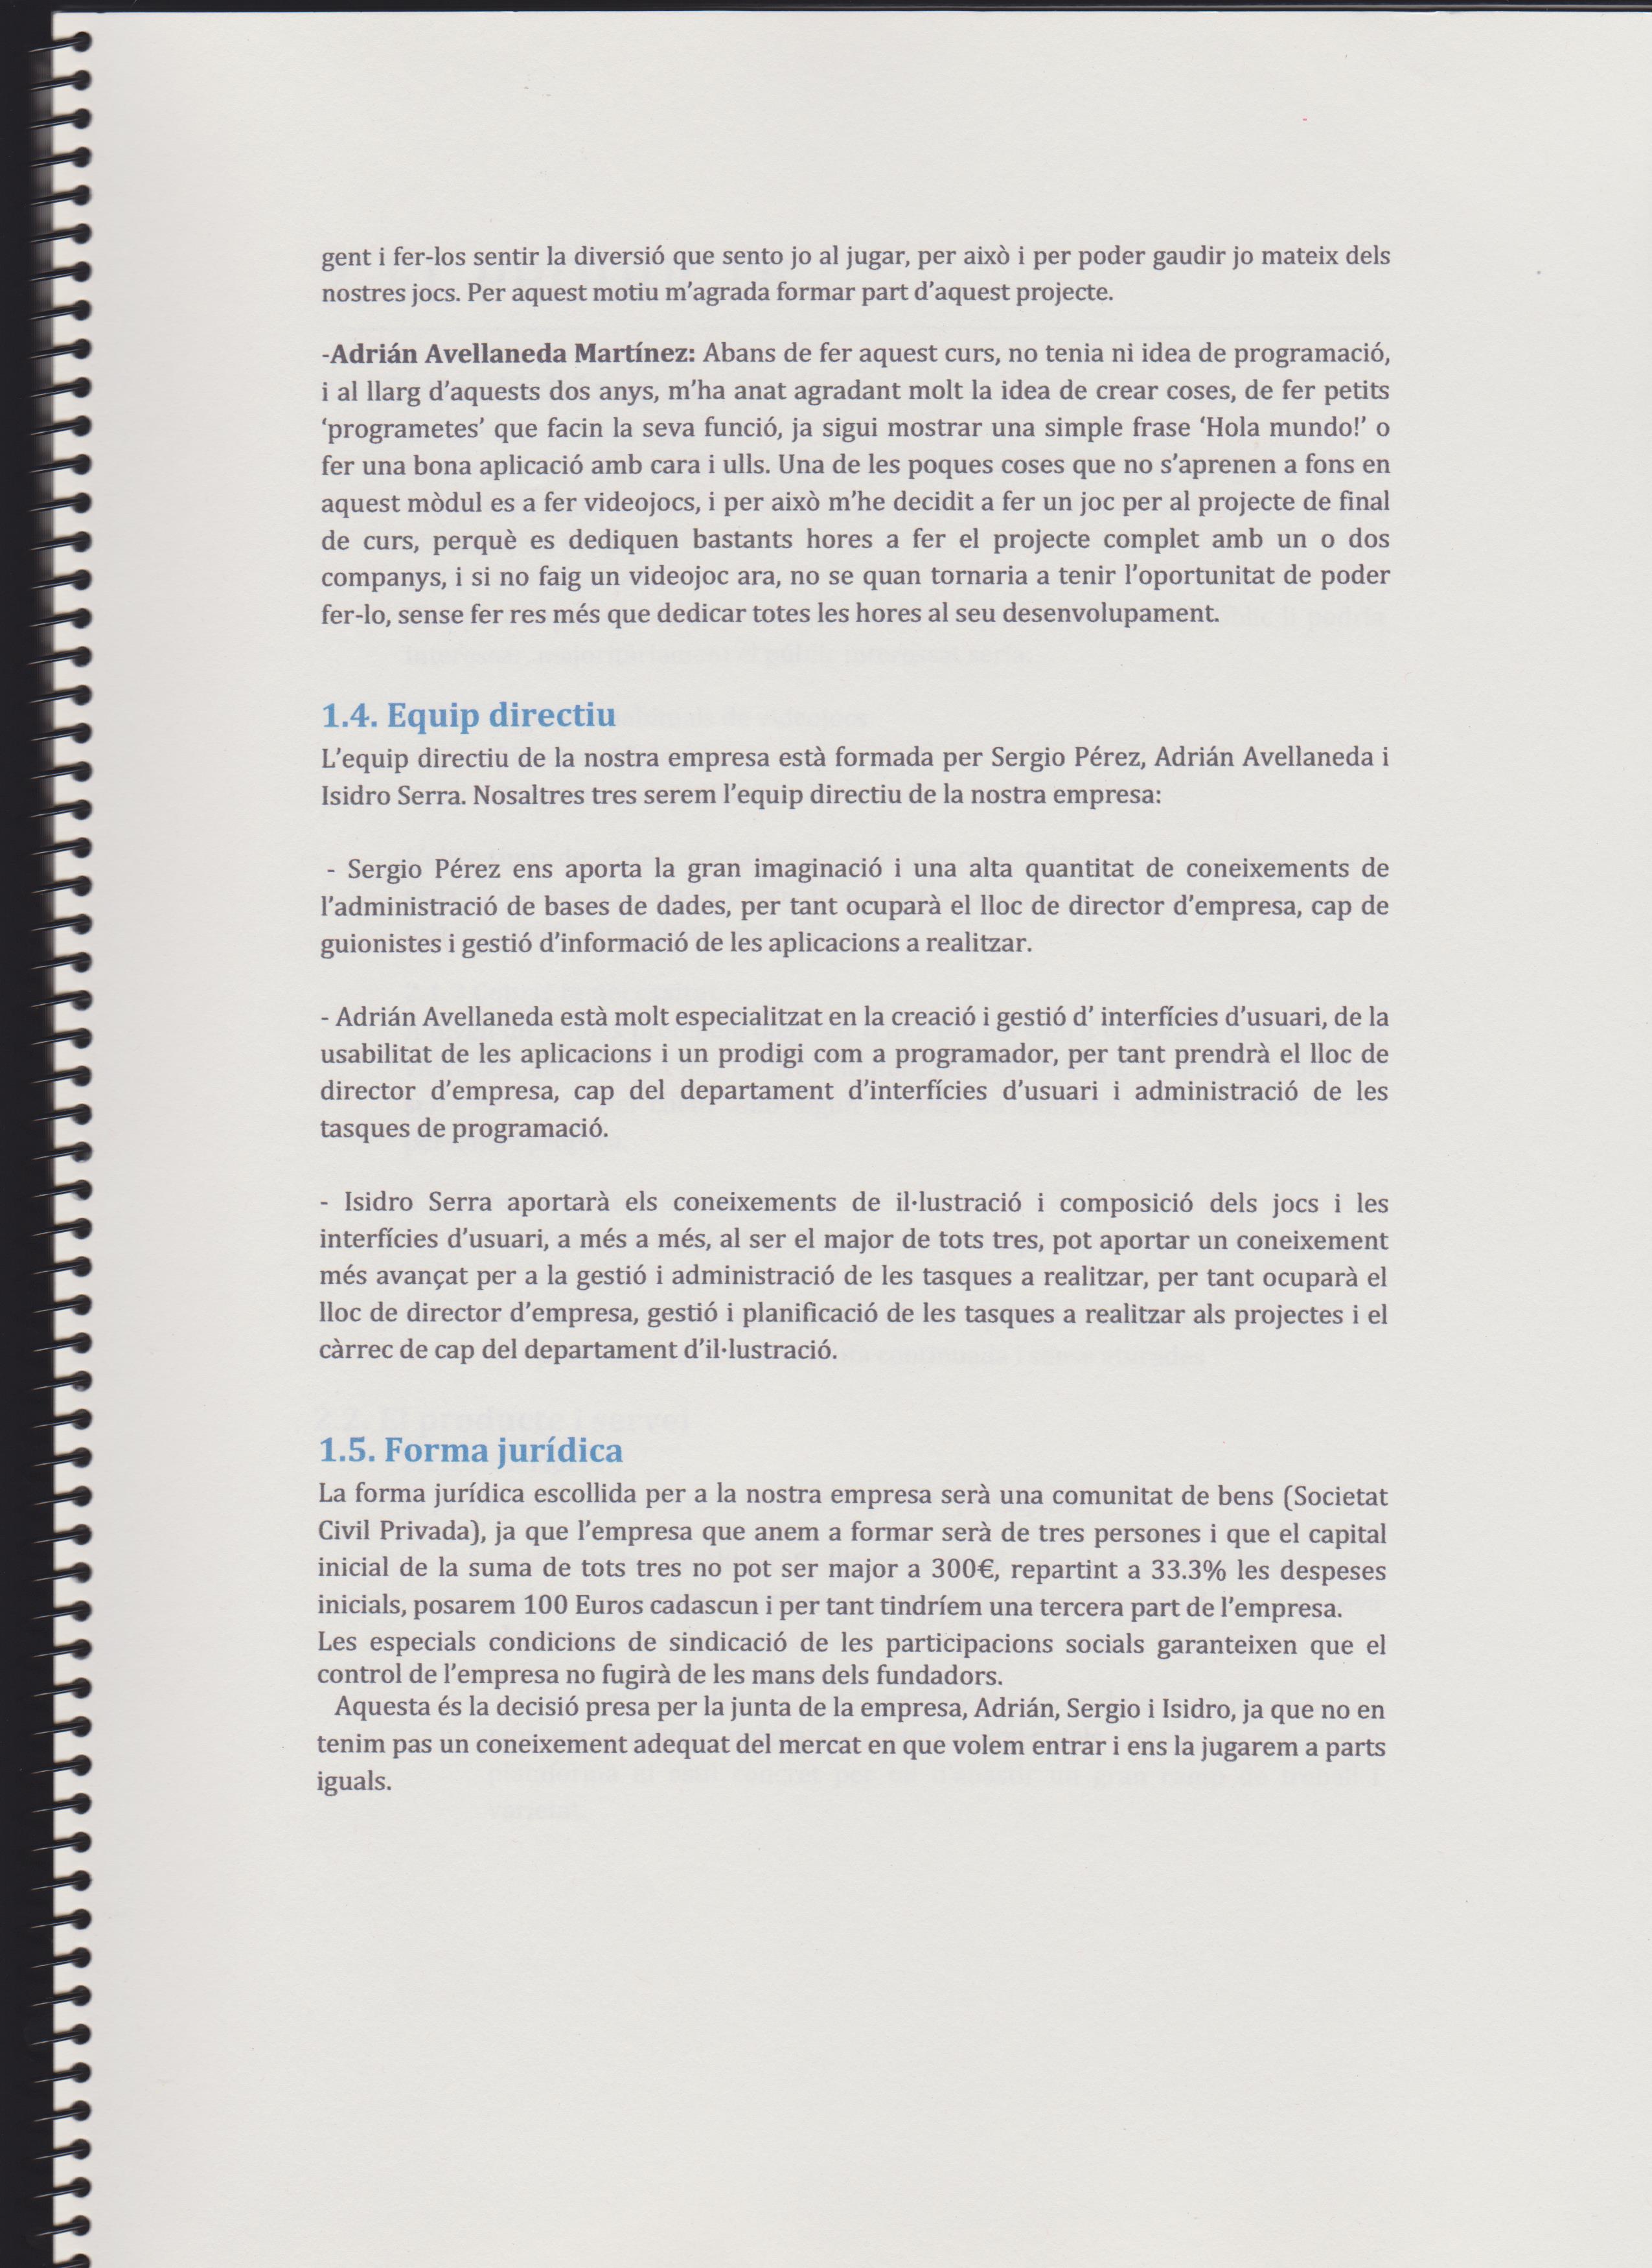 gent i fer-los sentir la diversió que sento jo al jugar, per això i per poder gaudir jo mateix dels
nostres jocs. Per aquest motiu m’agrada formar part d’aquest projecte.
-Adrián Avellaneda Martínez: Abans de fer aquest curs, no tenia ni idea de programació,
i al llarg d’aquests dos anys, m’ha anat agradant molt la idea de crear coses, de fer petits
‘programetes’ que facin la seva funció, ja sigui mostrar una simple frase ‘Hola mundo!’ o
fer una bona aplicació amb cara i ulls. Una de les poques coses que no s’aprenen a fons en
aquest mòdul es a fer videojocs, i per això m’he decidit a fer un joc per al projecte de final
de curs, perquè es dediquen bastants hores a fer el projecte complet amb un o dos
companys, i si no faig un videojoc ara, no se quan tornaria a tenir l’oportunitat de poder
fer-lo, sense fer res més que dedicar totes les hores al seu desenvolupament.
1.4. Equip directiu
L’equip directiu de la nostra empresa està formada per Sergio Pérez, Adrián Avellaneda i
Isidro Serra. Nosaltres tres serem l’equip directiu de la nostra empresa:
- Sergio Pérez ens aporta la gran imaginació i una alta quantitat de coneixements de
l’administració de bases de dades, per tant ocuparà el lloc de director d’empresa, cap de
guionistes i gestió d’informació de les aplicacions a realitzar.
- Adrián Avellaneda està molt especialitzat en la creació i gestió d’ interfícies d’usuari, de la
usabilitat de les aplicacions i un prodigi com a programador, per tant prendrà el lloc de
director d’empresa, cap del departament d’interfícies d’usuari i administració de les
tasques de programació.
- Isidro Serra aportarà els coneixements de il·lustració i composició dels jocs i les
interfícies d’usuari, a més a més, al ser el major de tots tres, pot aportar un coneixement
més avançat per a la gestió i administració de les tasques a realitzar, per tant ocuparà el
lloc de director d’empresa, gestió i planificació de les tasques a realitzar als projectes i el
càrrec de cap del departament d’il·lustració.
1.5. Forma jurídica
La forma jurídica escollida per a la nostra empresa serà una comunitat de bens (Societat
Civil Privada), ja que l’empresa que anem a formar serà de tres persones i que el capital
inicial de la suma de tots tres no pot ser major a 300€, repartint a 33.3% les despeses
inicials, posarem 100 Euros cadascun i per tant tindríem una tercera part de l’empresa.
Les especials condicions de sindicació de les participacions socials garanteixen que el
control de l’empresa no fugirà de les mans dels fundadors.
Aquesta és la decisió presa per la junta de la empresa, Adrián, Sergio i Isidro, ja que no en
tenim pas un coneixement adequat del mercat en que volem entrar i ens la jugarem a parts
iguals.